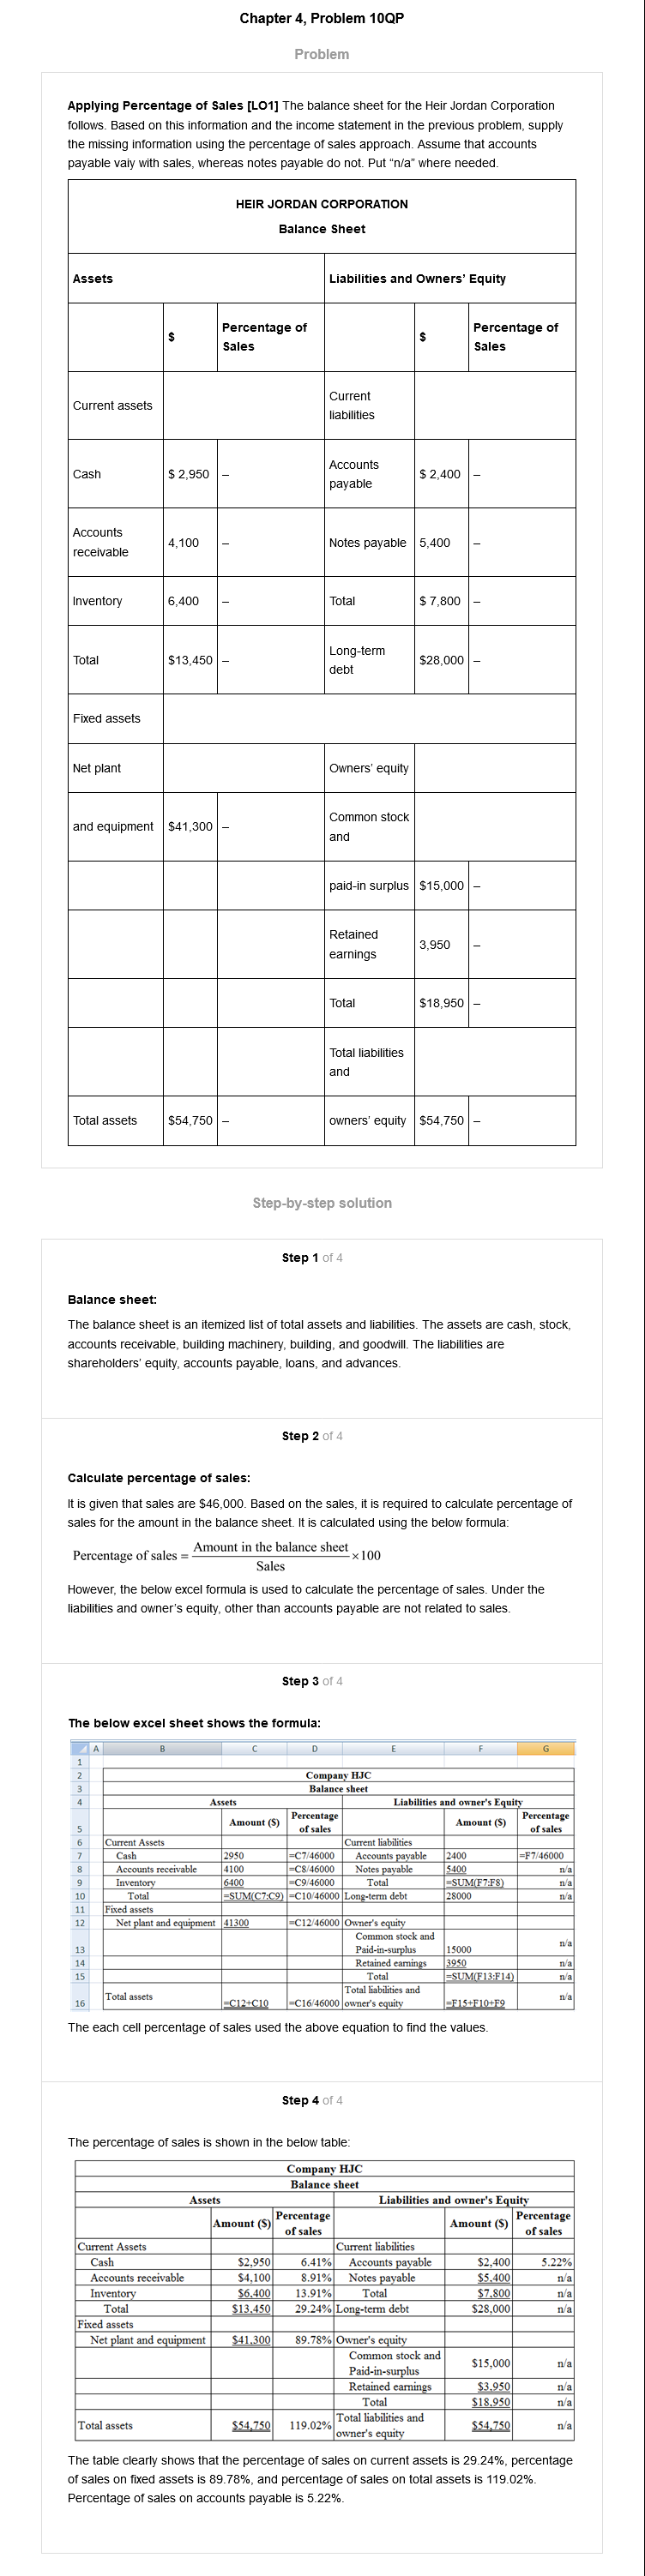 Chapter 4, Problem 10QP
Problem
Applying Percentage of Sales [LO1] The balance sheet for the Heir Jordan Corporation
follows. Based on this information and the income statement in the previous problem, supply
the missing information using the percentage of sales approach. Assume that accounts
payable vaiy with sales, whereas notes payable do not. Put “n/a” where needed.
HEIR JORDAN CORPORATION
Balance Sheet
Assets Liabilities and Owners’ Equity
$ Percentage of Sales $ Percentage of Sales
Current assets Current liabilities
Cash $ 2,950 – Accounts payable $ 2,400 –
Accounts receivable 4,100 – Notes payable 5,400 –
Inventory 6,400 – Total $ 7,800 –
Total $13,450 – Long-term debt $28,000 –
Fixed assets
Net plant Owners’ equity
and equipment $41,300 – Common stock and
paid-in surplus $15,000 –
Retained earnings 3,950 –
Total $18,950 –
Total liabilities and
Total assets $54,750 – owners’ equity $54,750 –
Step-by-step solution
Step 1 of 4
Balance sheet:
The balance sheet is an itemized list of total assets and liabilities. The assets are cash, stock,
accounts receivable, building machinery, building, and goodwill. The liabilities are
shareholders’ equity, accounts payable, loans, and advances.
Step 2 of 4
Calculate percentage of sales:
It is given that sales are $46,000. Based on the sales, it is required to calculate percentage of
sales for the amount in the balance sheet. It is calculated using the below formula:
Percentage of sales = Amount in the balance sheet / Sales ×100
However, the below excel formula is used to calculate the percentage of sales. Under the
liabilities and owner’s equity, other than accounts payable are not related to sales.
Step 3 of 4
The below excel sheet shows the formula:
A B C D E F G
1
2 Company HJC
3 Balance sheet
4 Assets Liabilities and owner's Equity
5 Amount ($) Percentage of sales Amount ($) Percentage of sales
6 Current Assets Current liabilities
7 Cash 2950 =C7/46000 Accounts payable 2400 =F7/46000
8 Accounts receivable 4100 =C8/46000 Notes payable 5400 n/a
9 Inventory 6400 =C9/46000 Total =SUM(F7:F8) n/a
10 Total =SUM(C7:C9) =C10/46000 Long-term debt 28000 n/a
11 Fixed assets
12 Net plant and equipment 41300 =C12/46000 Owner's equity
13 Common stock and Paid-in-surplus 15000 n/a
14 Retained earnings 3950 n/a
15 Total =SUM(F13:F14) n/a
16 Total assets =C12+C10 =C16/46000 Total liabilities and owner's equity =F15+F10+F9 n/a
The each cell percentage of sales used the above equation to find the values.
Step 4 of 4
The percentage of sales is shown in the below table:
Company HJC
Balance sheet
Assets Liabilities and owner's Equity
Amount ($) Percentage of sales Amount ($) Percentage of sales
Current Assets Current liabilities
Cash $2,950 6.41% Accounts payable $2,400 5.22%
Accounts receivable $4,100 8.91% Notes payable $5,400 n/a
Inventory $6,400 13.91% Total $7,800 n/a
Total $13,450 29.24% Long-term debt $28,000 n/a
Fixed assets
Net plant and equipment $41,300 89.78% Owner's equity
Common stock and Paid-in-surplus $15,000 n/a
Retained earnings $3,950 n/a
Total $18,950 n/a
Total assets $54,750 119.02% Total liabilities and owner's equity $54,750 n/a
The table clearly shows that the percentage of sales on current assets is 29.24%, percentage
of sales on fixed assets is 89.78%, and percentage of sales on total assets is 119.02%.
Percentage of sales on accounts payable is 5.22%.